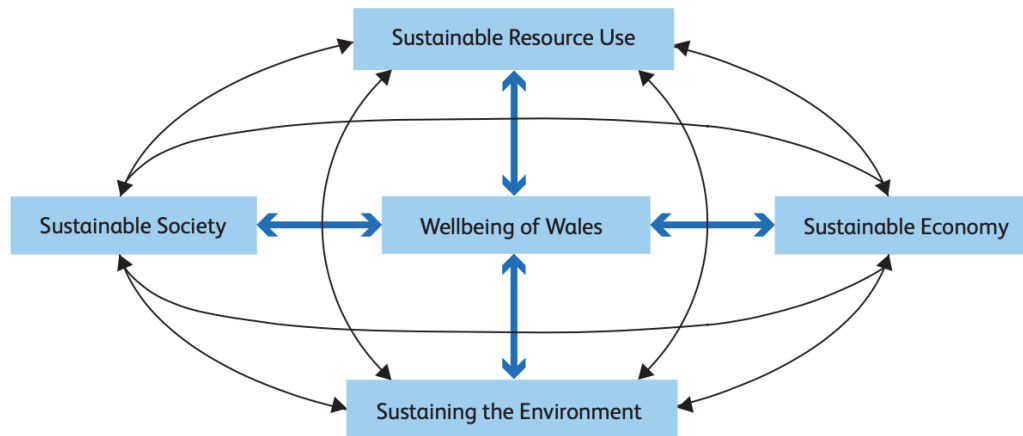 Sustainable Resource Use
Sustainable Society
Wellbeing of Wales
Sustainable Economy
Sustaining the Environment